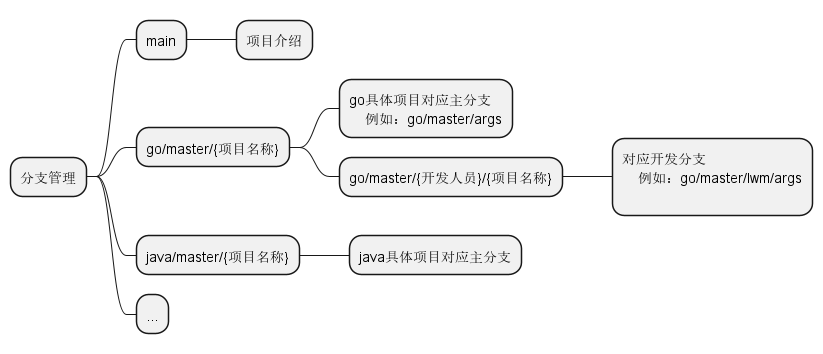 分支管理
main
项目介绍
go/master/{项目名称}
go具体项目对应主分支
例如：go/master/args
go/master/{开发人员}/{项目名称}
对应开发分支
例如：go/master/lwm/args
java/master/{项目名称}
java具体项目对应主分支
...